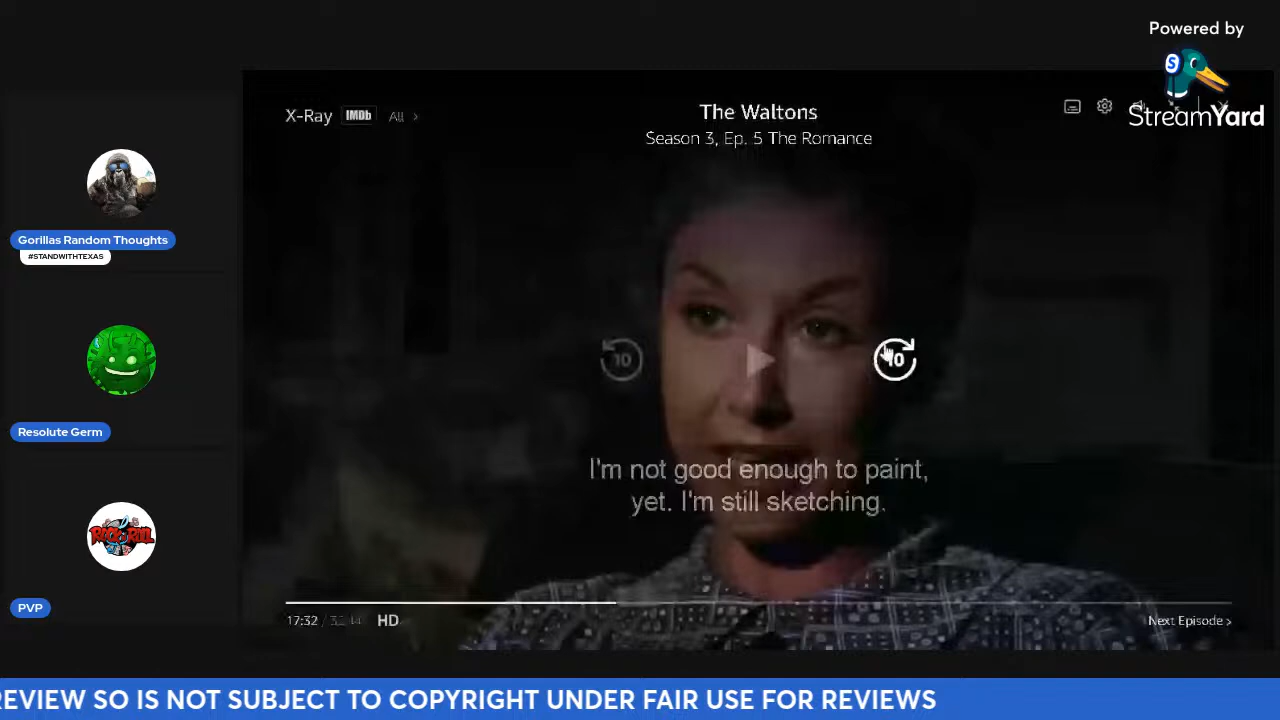 Powered by
StreamYard
X-Ray IMDb All
The Waltons
Season 3, Ep. 5 The Romance
Gorillas Random Thoughts
#STANDWITHTEXAS
10
10
Resolute Germ
I'm not good enough to paint,
yet. I'm still sketching.
PVP
17:32
HD
Next Episode
REVIEW SO IS NOT SUBJECT TO COPYRIGHT UNDER FAIR USE FOR REVIEWS